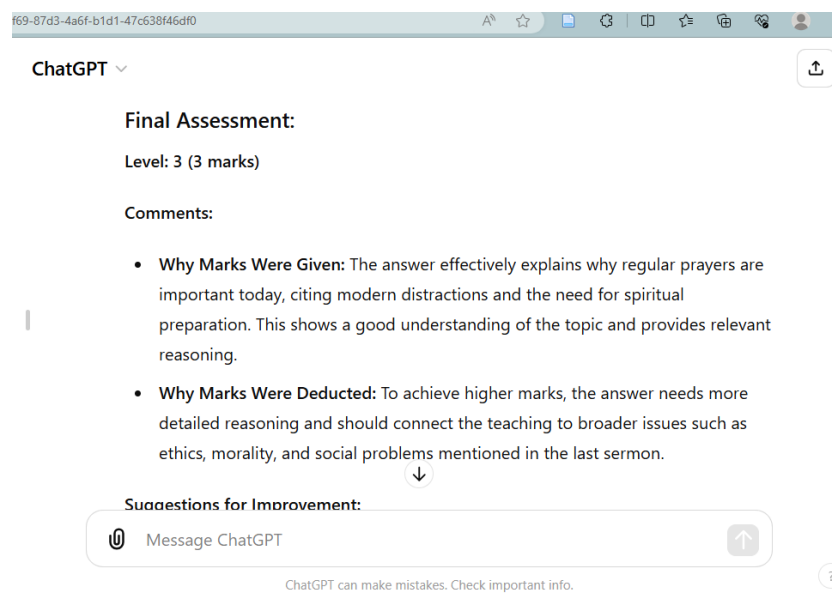 f69-87d3-4a6f-b1d1-47c638f46df0
ChatGPT
Final Assessment:
Level: 3 (3 marks)
Comments:
• Why Marks Were Given: The answer effectively explains why regular prayers are
important today, citing modern distractions and the need for spiritual
preparation. This shows a good understanding of the topic and provides relevant
reasoning.
• Why Marks Were Deducted: To achieve higher marks, the answer needs more
detailed reasoning and should connect the teaching to broader issues such as
ethics, morality, and social problems mentioned in the last sermon.
Suggestions for Improvement:
Message ChatGPT
ChatGPT can make mistakes. Check important info.
?